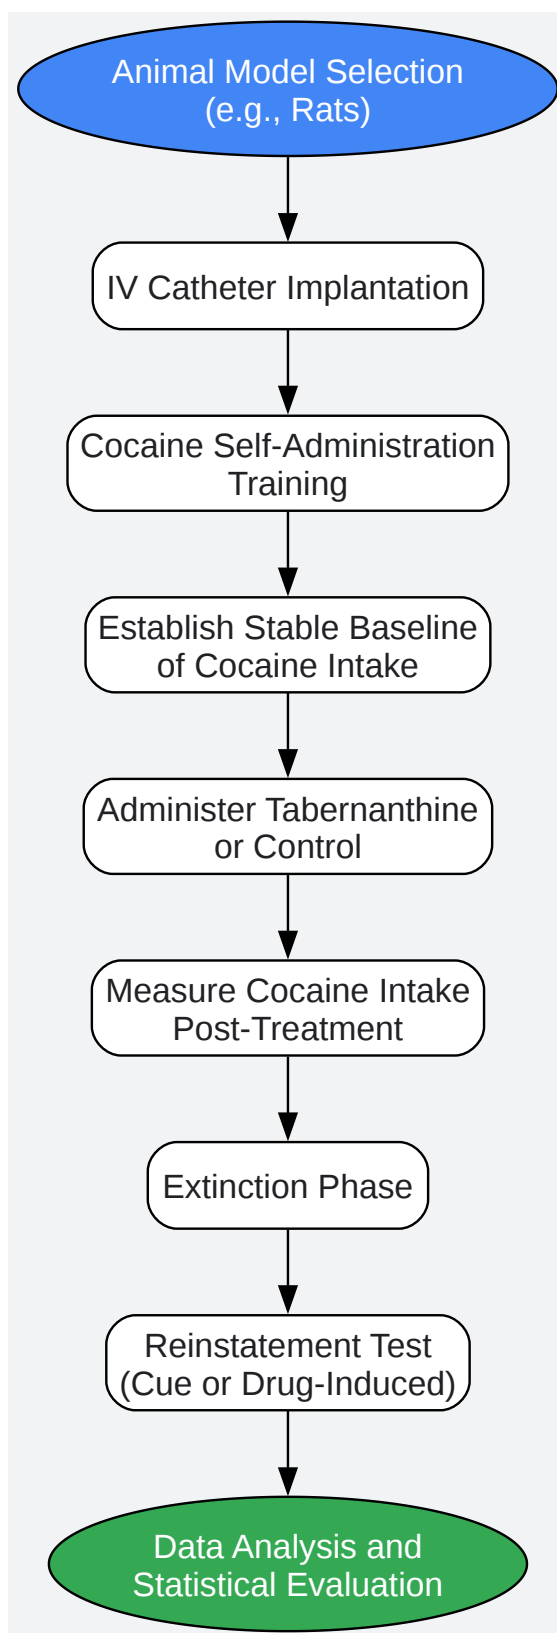 Animal Model Selection
(e.g., Rats)
IV Catheter Implantation
Cocaine Self-Administration
Training
Establish Stable Baseline
of Cocaine Intake
Administer Tabernanthine
or Control
Measure Cocaine Intake
Post-Treatment
Extinction Phase
Reinstatement Test
(Cue or Drug-Induced)
Data Analysis and
Statistical Evaluation